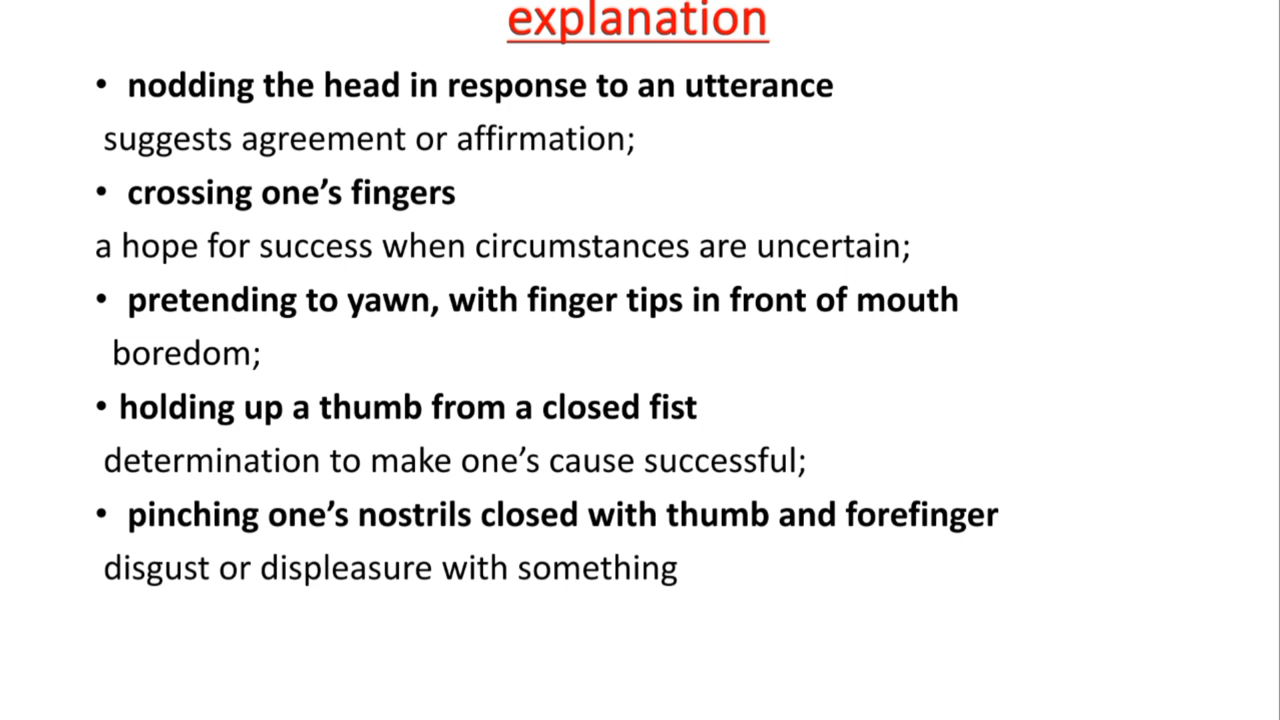 explanation
• nodding the head in response to an utterance
suggests agreement or affirmation;
• crossing one’s fingers
a hope for success when circumstances are uncertain;
• pretending to yawn, with finger tips in front of mouth
boredom;
• holding up a thumb from a closed fist
determination to make one’s cause successful;
• pinching one’s nostrils closed with thumb and forefinger
disgust or displeasure with something